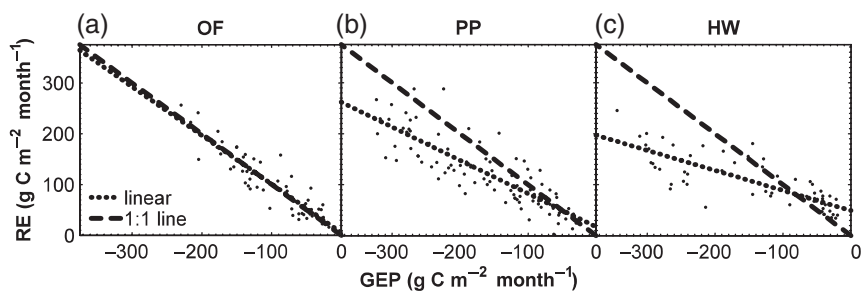 (a) OF (b) PP (c) HW
RE (g C m⁻² month⁻¹)
300
200
100
0
linear
1:1 line
−300 −200 −100 0 −300 −200 −100 0 −300 −200 −100 0
GEP (g C m⁻² month⁻¹)